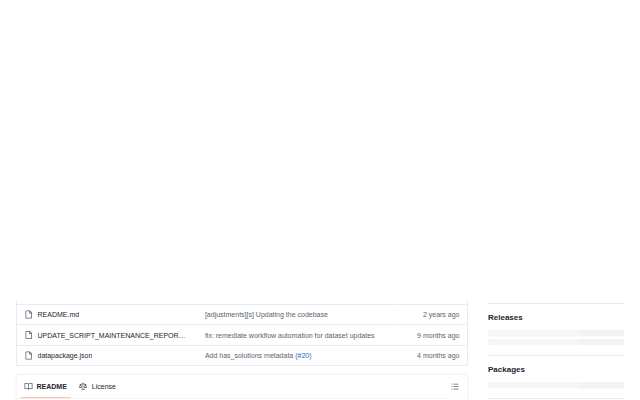 README.md [adjustments][s] Updating the codebase 2 years ago
Releases
UPDATE_SCRIPT_MAINTENANCE_REPOR... fix: remediate workflow automation for dataset updates 9 months ago
datapackage.json Add has_solutions metadata (#20) 4 months ago
Packages
README License